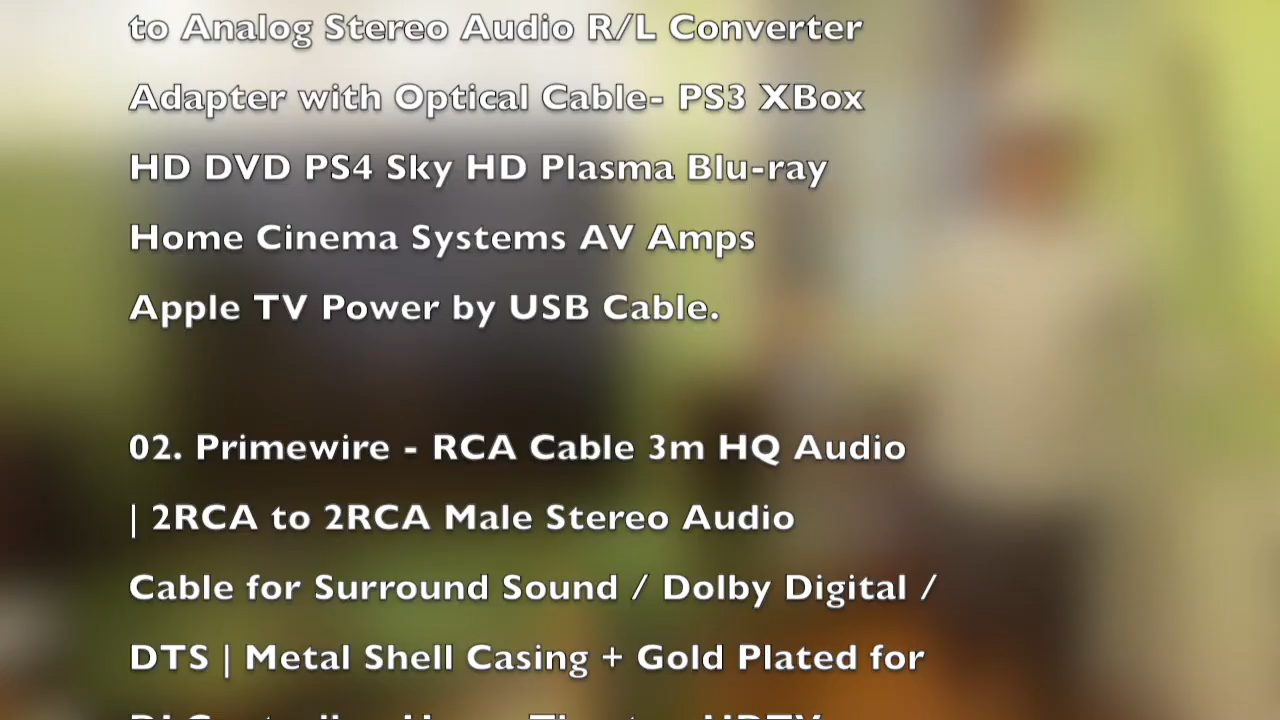 to Analog Stereo Audio R/L Converter
Adapter with Optical Cable- PS3 XBox
HD DVD PS4 Sky HD Plasma Blu-ray
Home Cinema Systems AV Amps
Apple TV Power by USB Cable.
02. Primewire - RCA Cable 3m HQ Audio
| 2RCA to 2RCA Male Stereo Audio
Cable for Surround Sound / Dolby Digital /
DTS | Metal Shell Casing + Gold Plated for